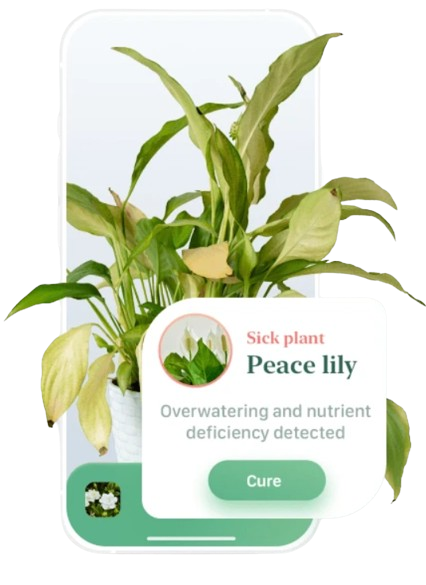 Sick plant
Peace lily
Overwatering and nutrient
deficiency detected
Cure